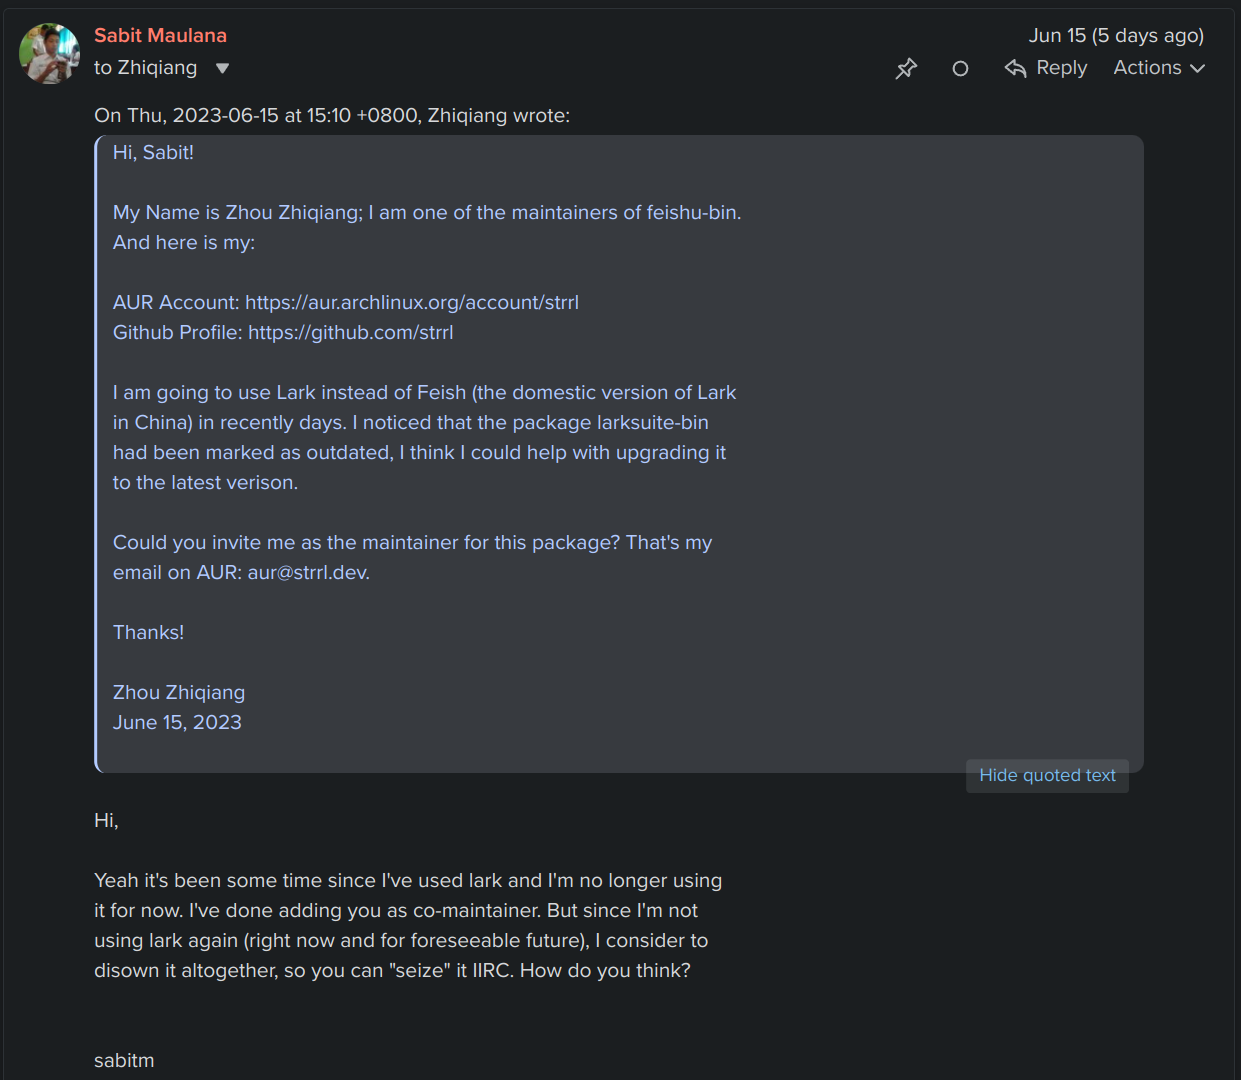 Sabit Maulana
Jun 15 (5 days ago)
to Zhiqiang
Reply
Actions
On Thu, 2023-06-15 at 15:10 +0800, Zhiqiang wrote:
Hi, Sabit!
My Name is Zhou Zhiqiang; I am one of the maintainers of feishu-bin.
And here is my:
AUR Account: https://aur.archlinux.org/account/strrl
Github Profile: https://github.com/strrl
I am going to use Lark instead of Feish (the domestic version of Lark
in China) in recently days. I noticed that the package larksuite-bin
had been marked as outdated, I think I could help with upgrading it
to the latest verison.
Could you invite me as the maintainer for this package? That's my
email on AUR: aur@strrl.dev.
Thanks!
Zhou Zhiqiang
June 15, 2023
Hide quoted text
Hi,
Yeah it's been some time since I've used lark and I'm no longer using
it for now. I've done adding you as co-maintainer. But since I'm not
using lark again (right now and for foreseeable future), I consider to
disown it altogether, so you can "seize" it IIRC. How do you think?
sabitm